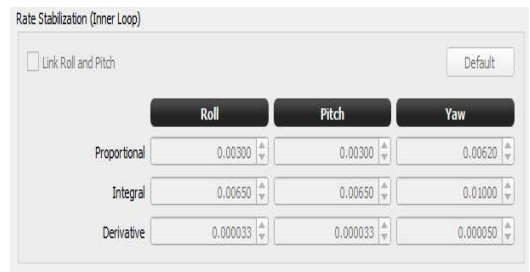 Rate Stabilization (Inner Loop)
Link Roll and Pitch Default
Roll Pitch Yaw
Proportional 0.00300 0.00300 0.00620
Integral 0.00650 0.00650 0.01000
Derivative 0.000033 0.000033 0.000050